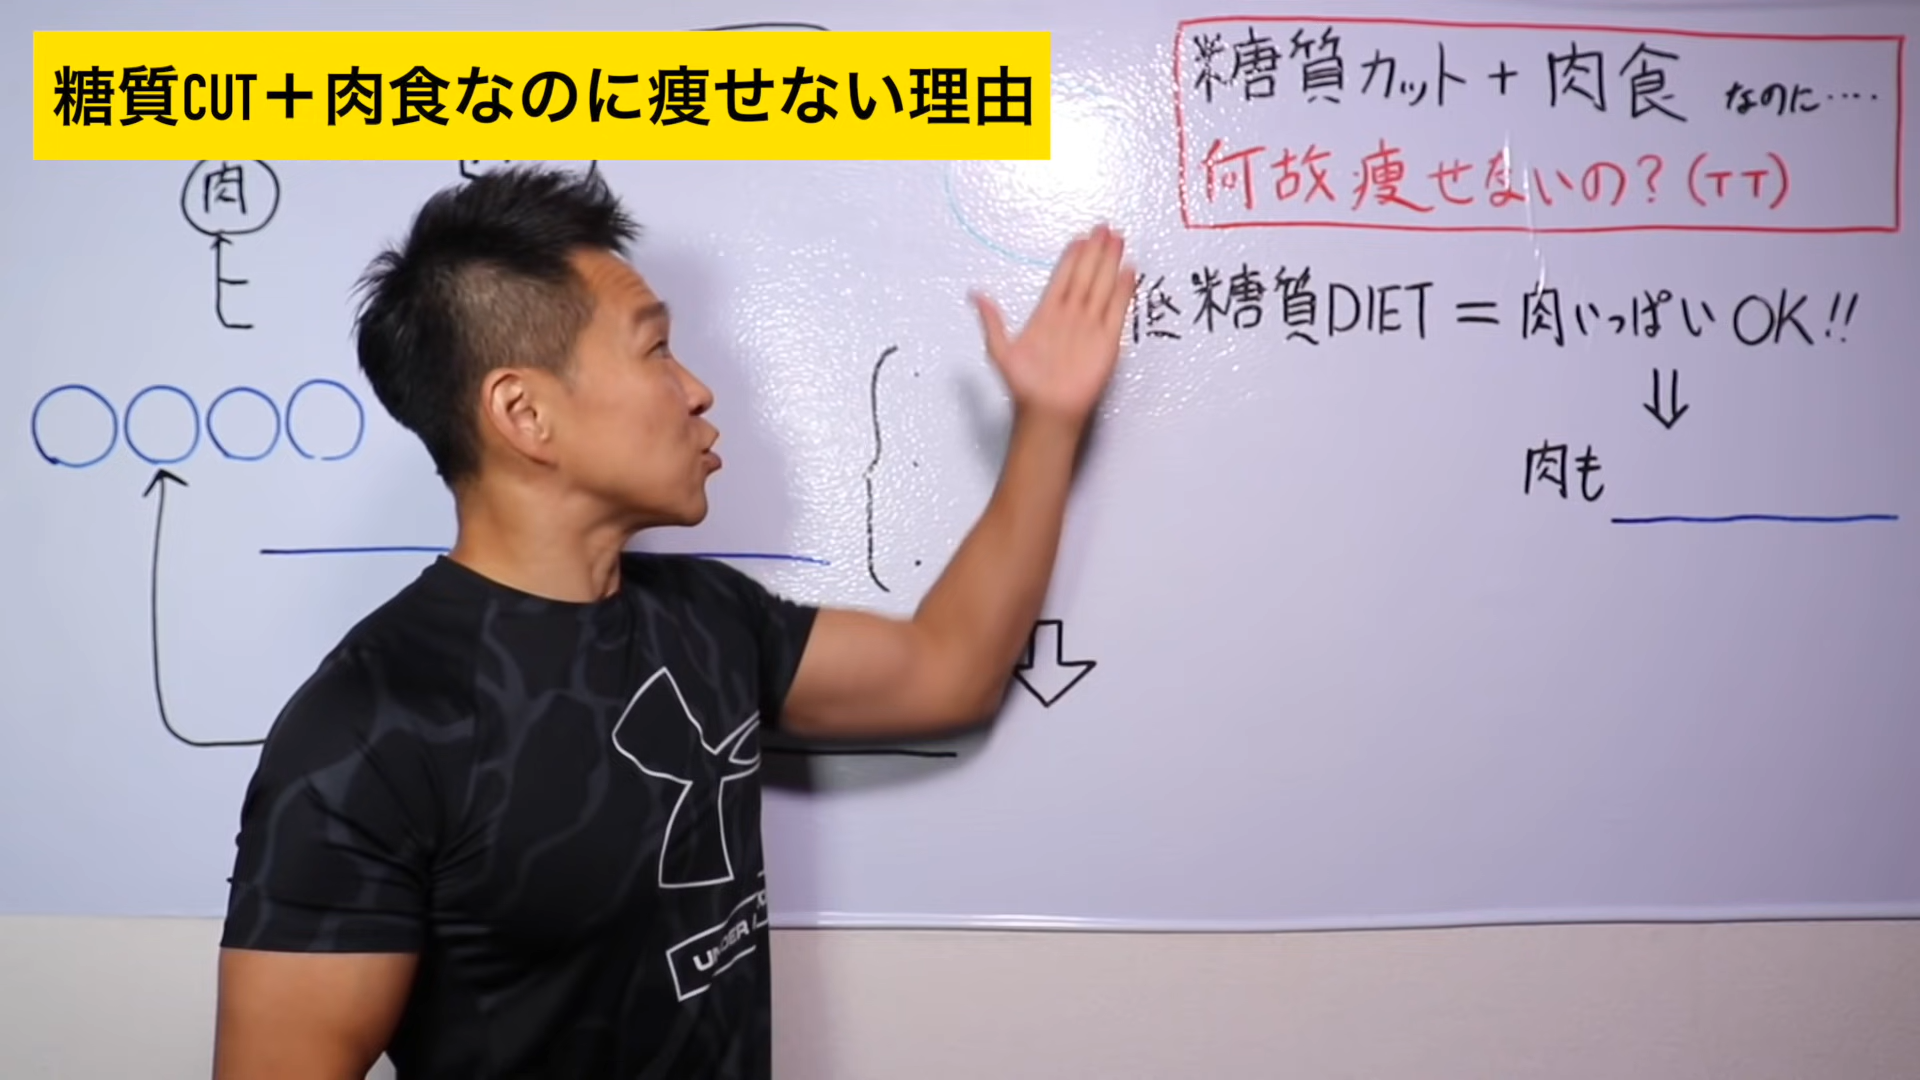 糖質CUT＋肉食なのに痩せない理由
糖質カット＋肉食 なのに‥‥
何故痩せないの？(TT)
低糖質DIET＝肉いっぱいOK!!
肉も
肉
ヒ